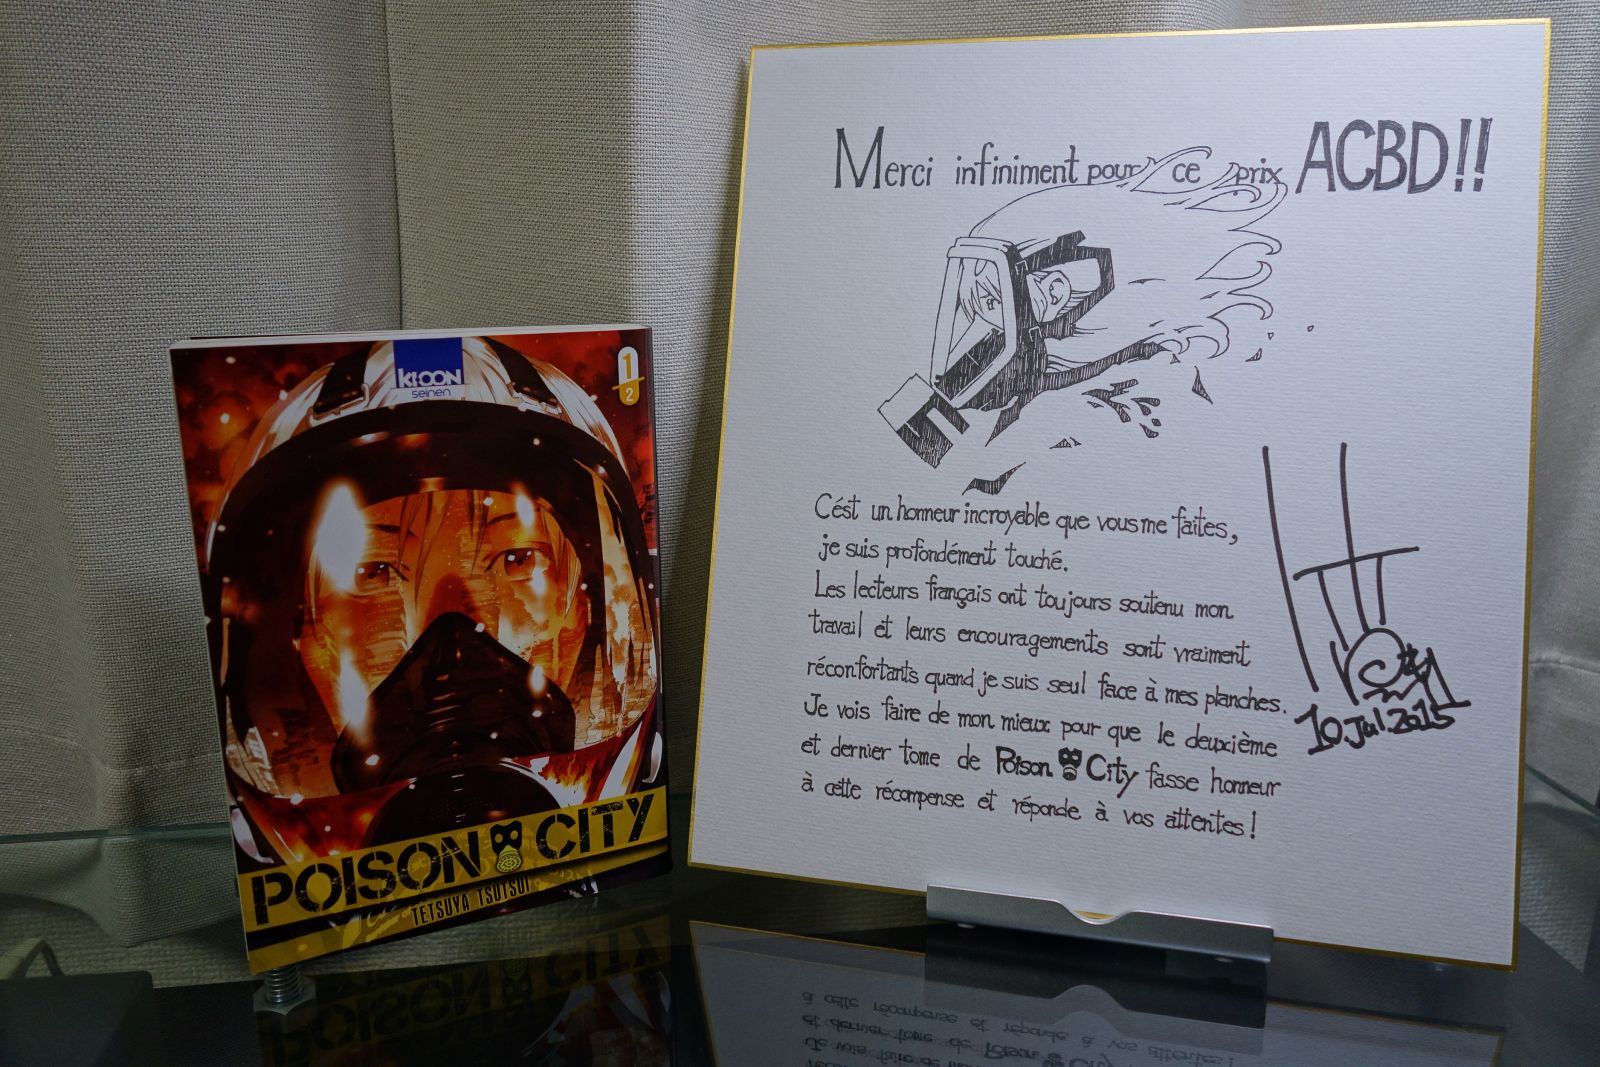 KI-OON
seinen
1
2
POISON CITY
TETSUYA TSUTSUI
Merci infiniment pour ce prix ACBD!!
C'ést un honneur incroyable que vous me faites,
je suis profondément touché.
Les lecteurs français ont toujours soutenu mon
travail et leurs encouragements sont vraiment
réconfortants quand je suis seul face à mes planches.
Je vois faire de mon mieux pour que le deuxième
et dernier tome de Poison City fasse honneur
à cette récompense et réponde à vos attentes!
10.Jul.2015